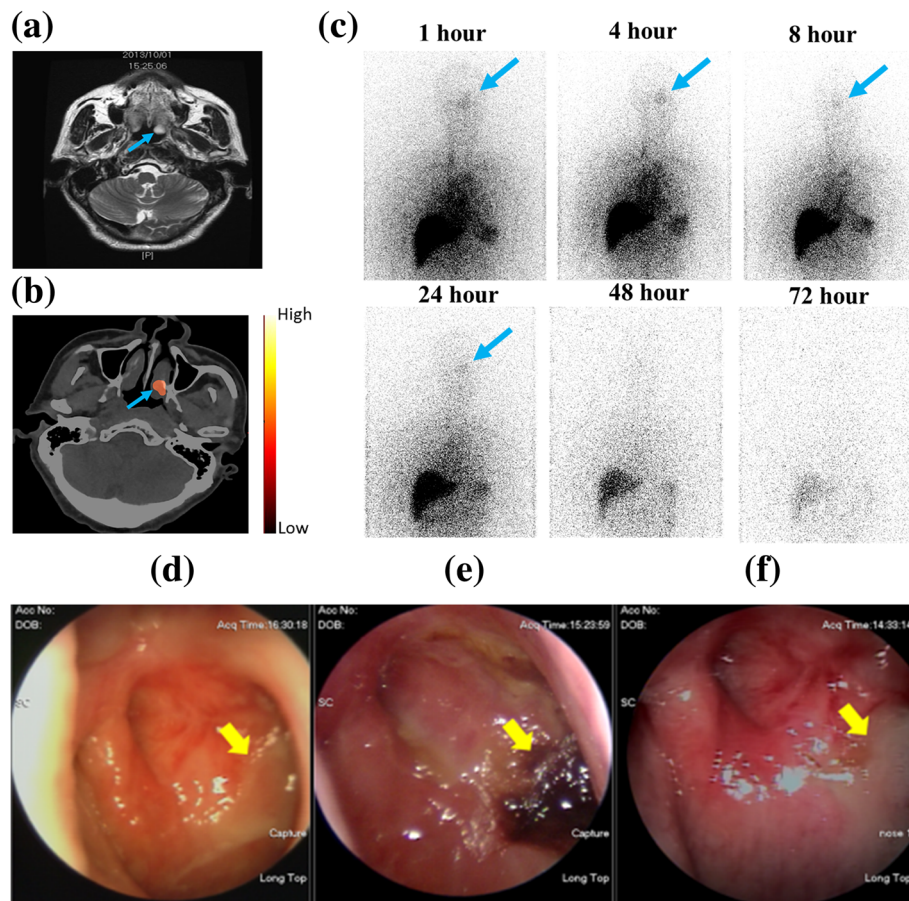 (a)
2013/10/01
15:25:06
[P]
(b)
High
Low
(c)
1 hour
4 hour
8 hour
24 hour
48 hour
72 hour
(d)
(e)
(f)
Acc No:
DOB:
Acq Time:16:30:18
SC
Capture
Long Top
Acc No:
DOB:
Acq Time:15:23:59
SC
Capture
Long Top
Acc No:
DOB:
Acq Time:14:33:14
SC
nose 1
Long Top